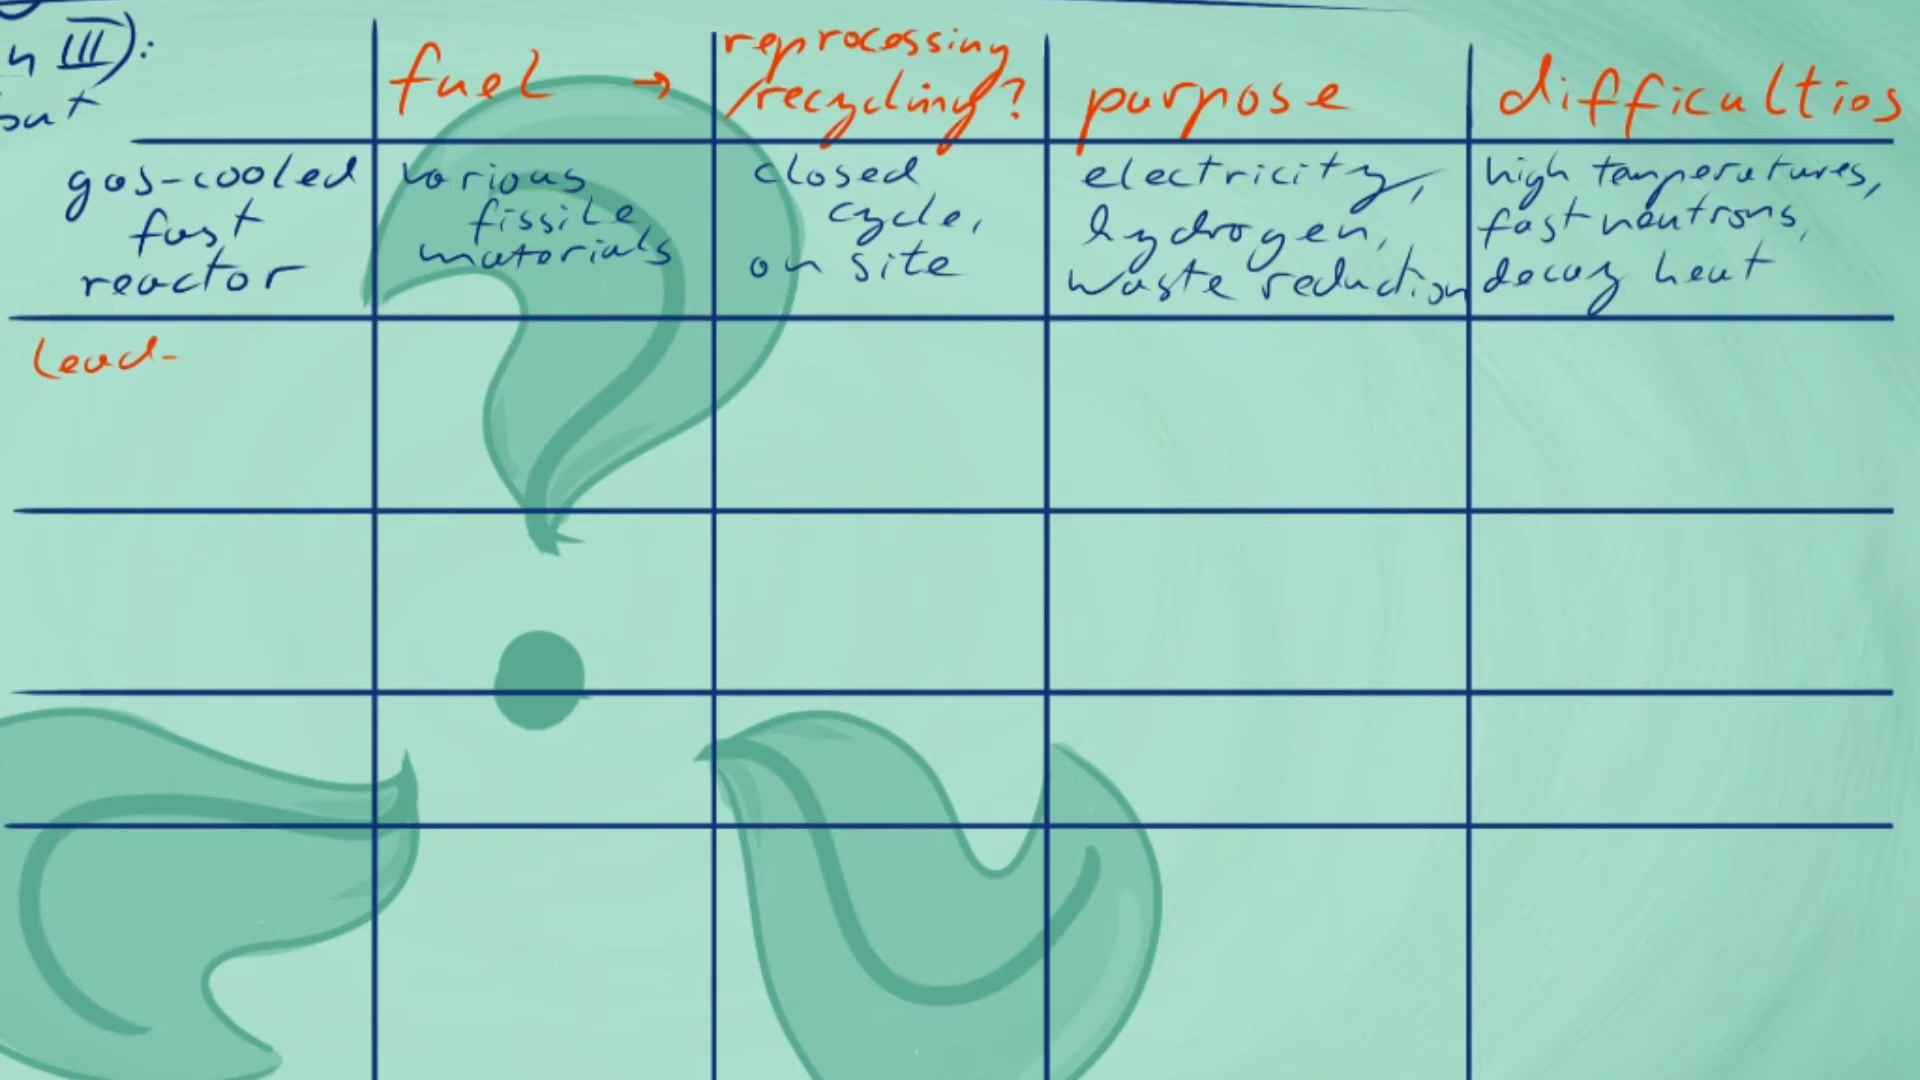 III):
fuel →
reprocessing
/recycling?
purpose
difficulties
gas-cooled
fast
reactor
various
fissile
materials
closed
cycle,
on site
electricity,
hydrogen,
waste reduction
high temperatures,
fast neutrons,
decay heat
lead-